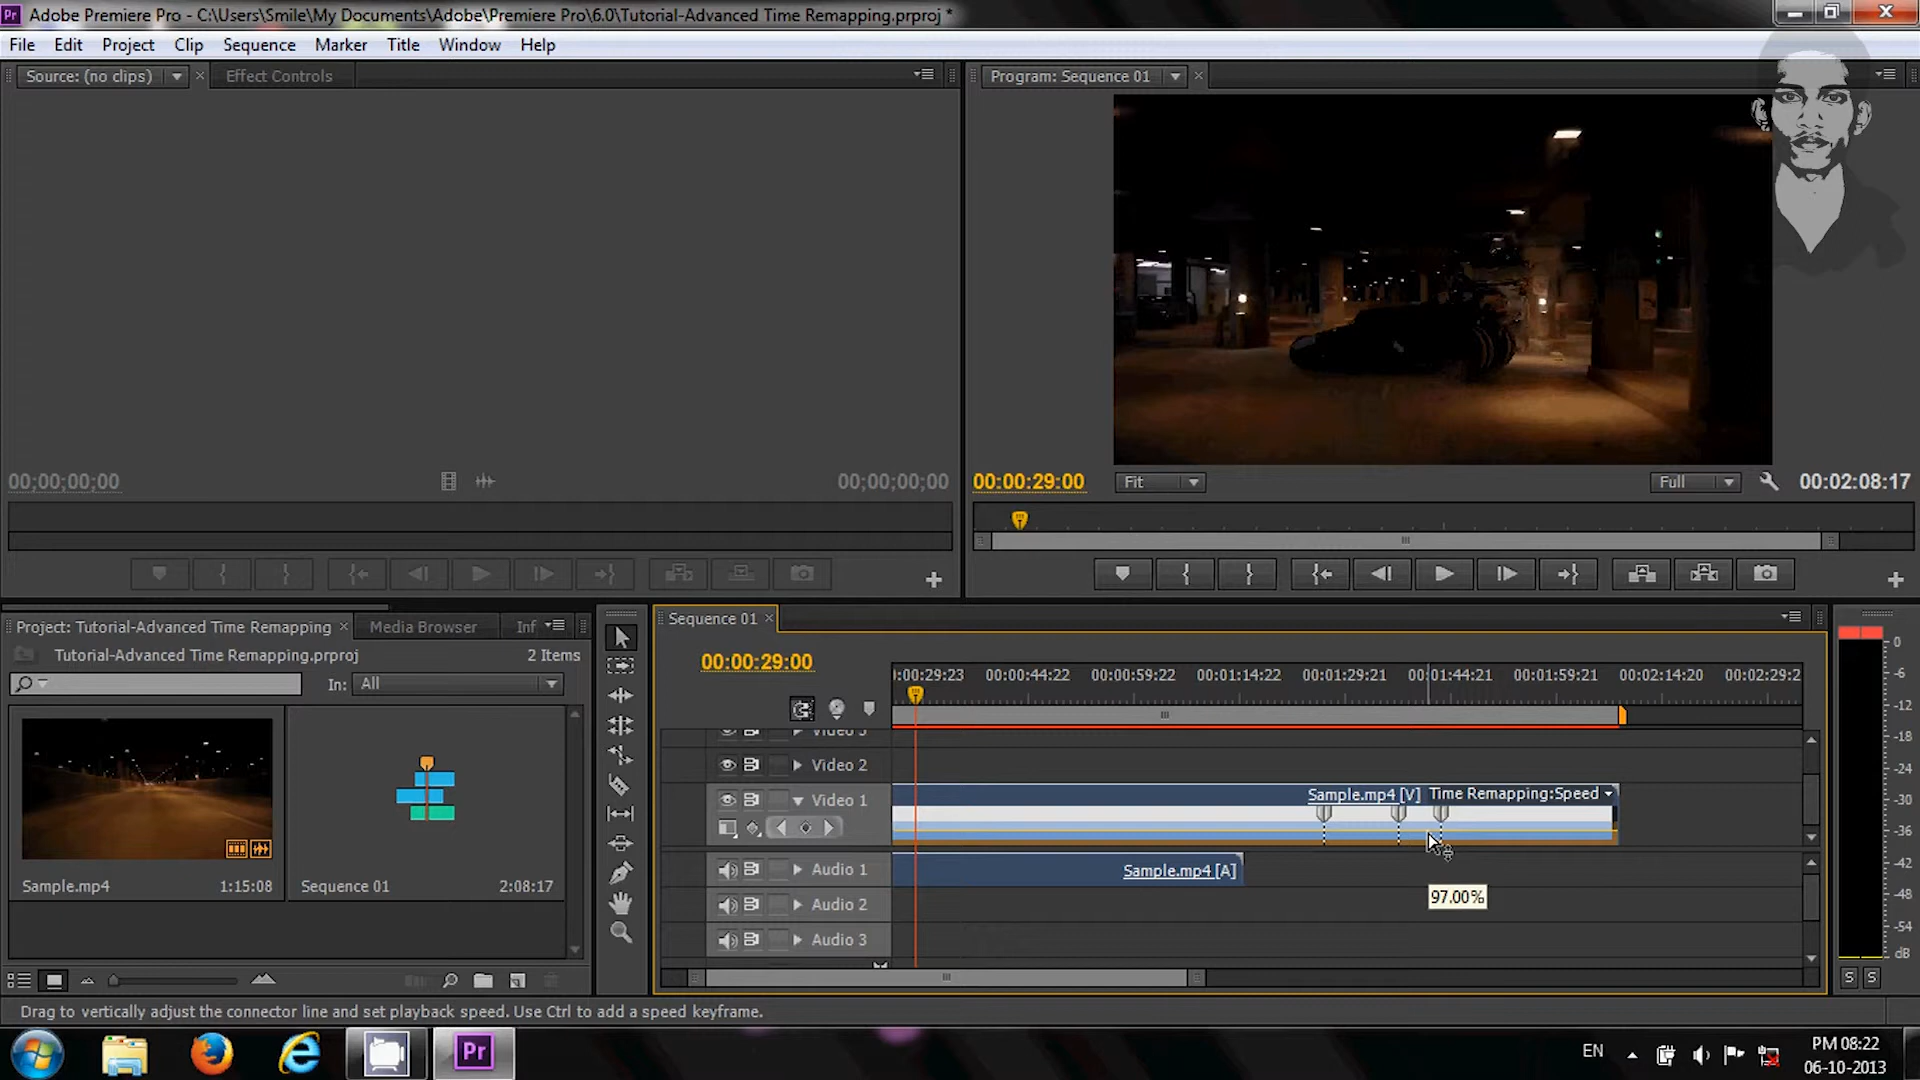 Pr Adobe Premiere Pro - C:\Users\Smile\My Documents\Adobe\Premiere Pro\6.0\Tutorial-Advanced Time Remapping.prproj *
File Edit Project Clip Sequence Marker Title Window Help
Source: (no clips) Effect Controls
Program: Sequence 01
00;00;00;00 00;00;00;00
00:00:29:00 Fit Full 00:02:08:17
Project: Tutorial-Advanced Time Remapping Media Browser Inf
Tutorial-Advanced Time Remapping.prproj 2 Items
In: All
Sample.mp4 1:15:08
Sequence 01 2:08:17
Sequence 01
00:00:29:00
:00:29:23 00:00:44:22 00:00:59:22 00:01:14:22 00:01:29:21 00:01:44:21 00:01:59:21 00:02:14:20 00:02:29:2
Video 3
Video 2
Video 1
Sample.mp4 [V] Time Remapping:Speed
Audio 1
Sample.mp4 [A]
Audio 2
97.00%
Audio 3
0
-6
-12
-18
-24
-30
-36
-42
-48
-54
dB
S S
Drag to vertically adjust the connector line and set playback speed. Use Ctrl to add a speed keyframe.
Pr
EN
PM 08:22
06-10-2013